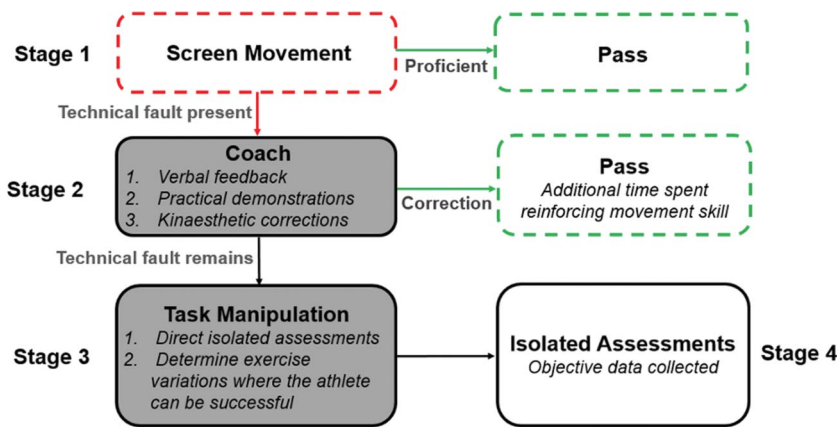 Stage 1
Screen Movement
Proficient
Pass
Technical fault present
Stage 2
Coach
1. Verbal feedback
2. Practical demonstrations
3. Kinaesthetic corrections
Correction
Pass
Additional time spent
reinforcing movement skill
Technical fault remains
Stage 3
Task Manipulation
1. Direct isolated assessments
2. Determine exercise
variations where the athlete
can be successful
Isolated Assessments
Objective data collected
Stage 4